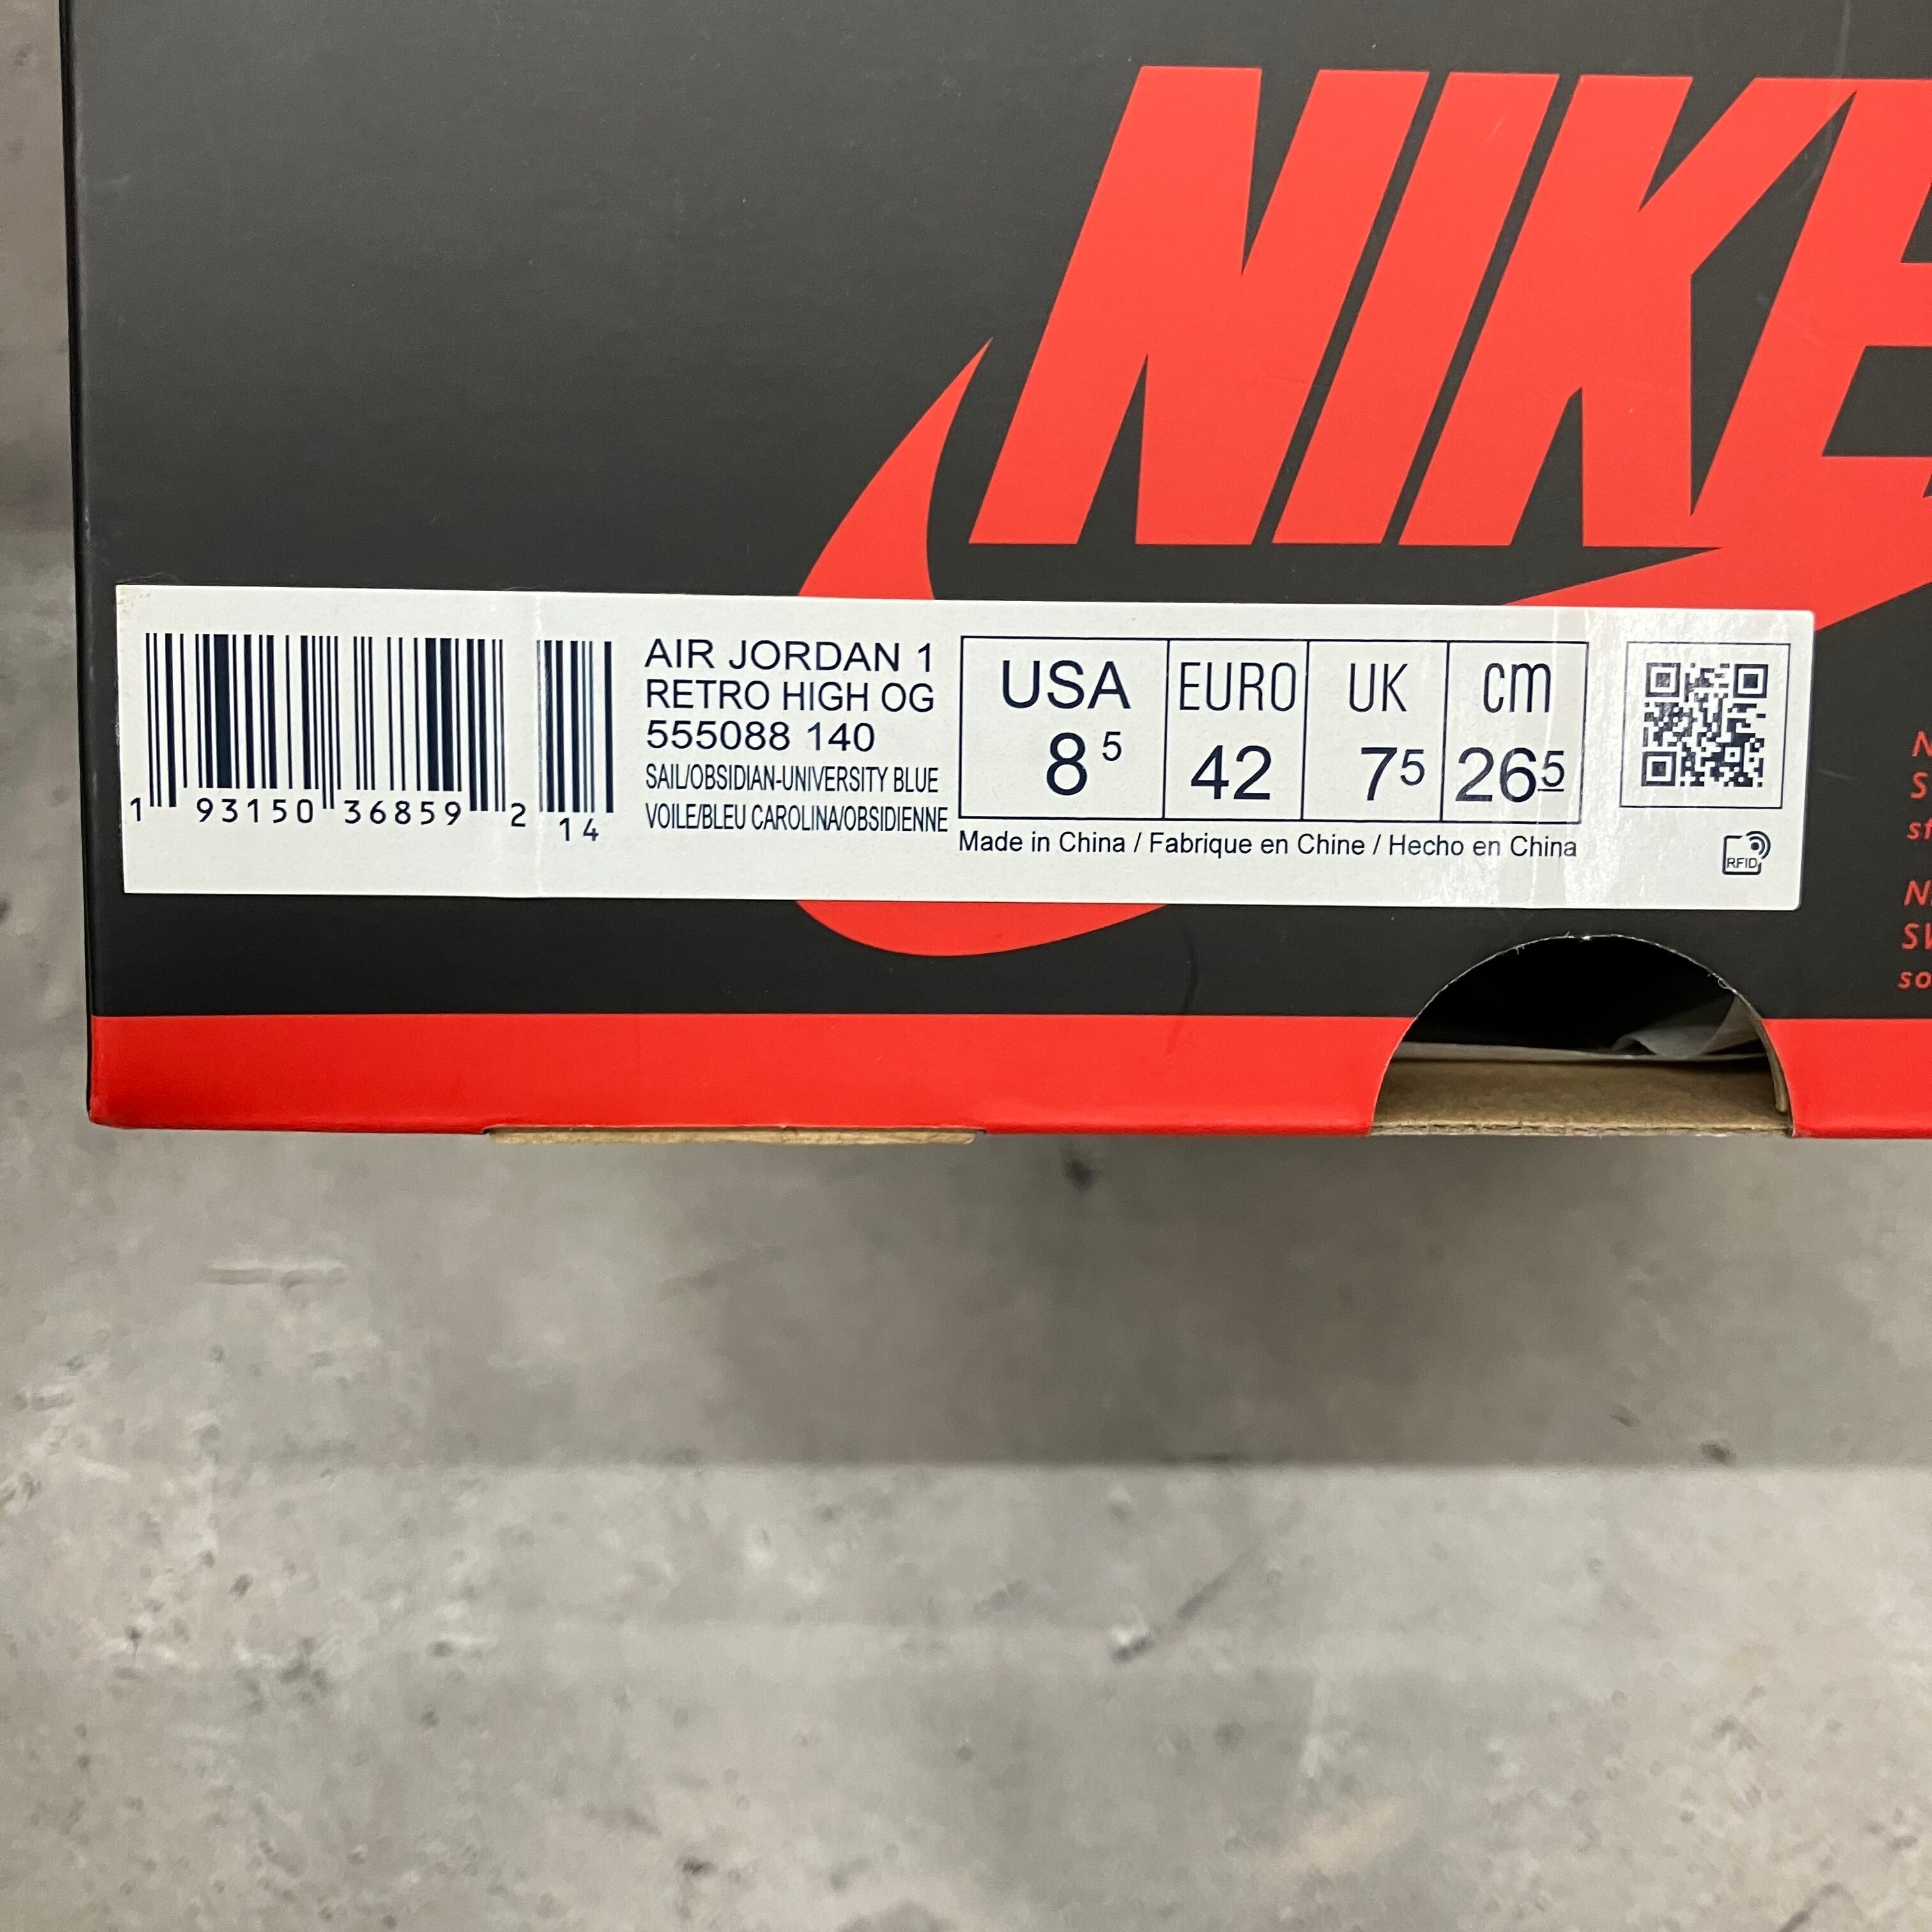 NIKE
AIR JORDAN 1
RETRO HIGH OG
555088 140
SAIL/OBSIDIAN-UNIVERSITY BLUE
VOILE/BLEU CAROLINA/OBSIDIENNE
1 93150 36859 2 14
USA EURO UK CM
8 5 42 7 5 26 5
Made in China / Fabrique en Chine / Hecho en China
RFID